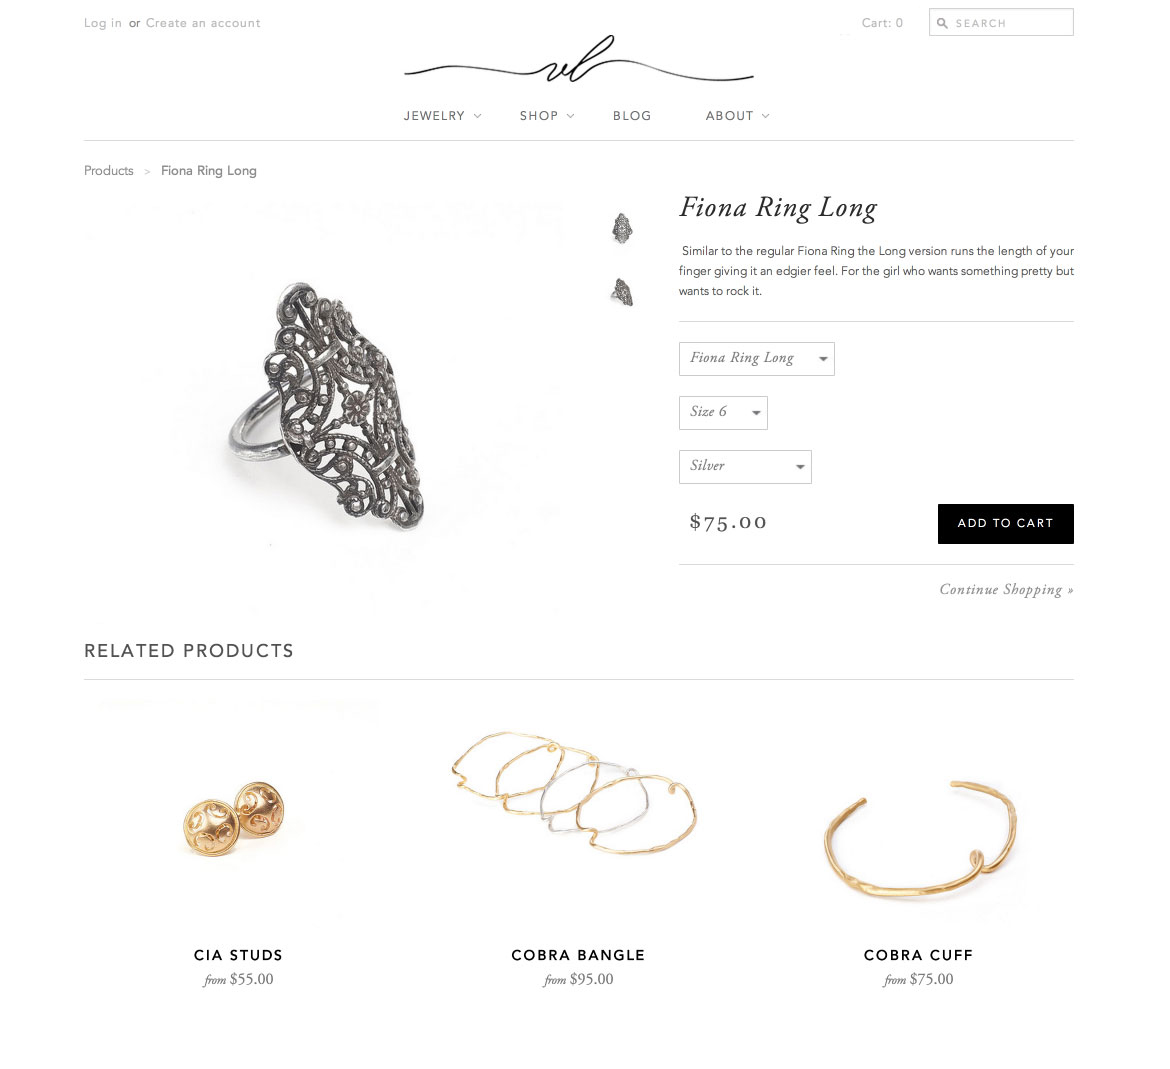 Log in or Create an account
Cart: 0
SEARCH
vb
JEWELRY SHOP BLOG ABOUT
Products > Fiona Ring Long
Fiona Ring Long
Similar to the regular Fiona Ring the Long version runs the length of your
finger giving it an edgier feel. For the girl who wants something pretty but
wants to rock it.
Fiona Ring Long
Size 6
Silver
$75.00
ADD TO CART
Continue Shopping »
RELATED PRODUCTS
CIA STUDS
from $55.00
COBRA BANGLE
from $95.00
COBRA CUFF
from $75.00